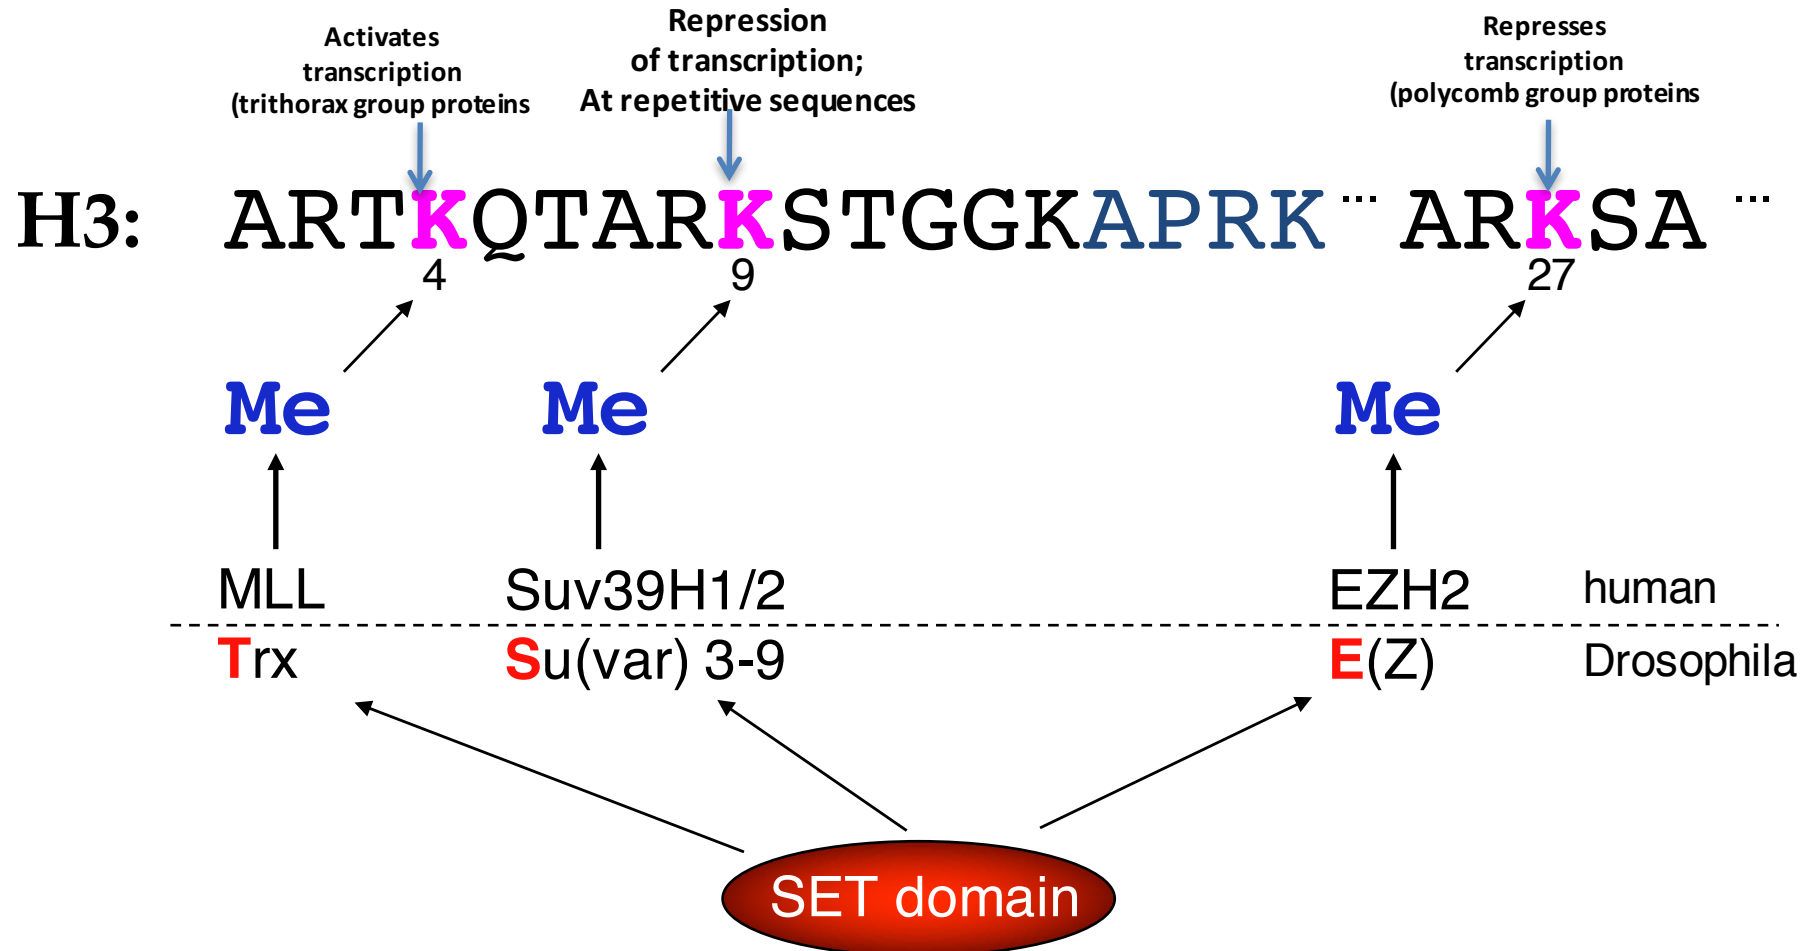 Activates
transcription
(trithorax group proteins
Repression
of transcription;
At repetitive sequences
Represses
transcription
(polycomb group proteins
H3: ARTKQTARKSTGGKAPRK ... ARKSA ...
4 9 27
Me Me Me
MLL Suv39H1/2 EZH2 human
Trx Su(var) 3-9 E(Z) Drosophila
SET domain